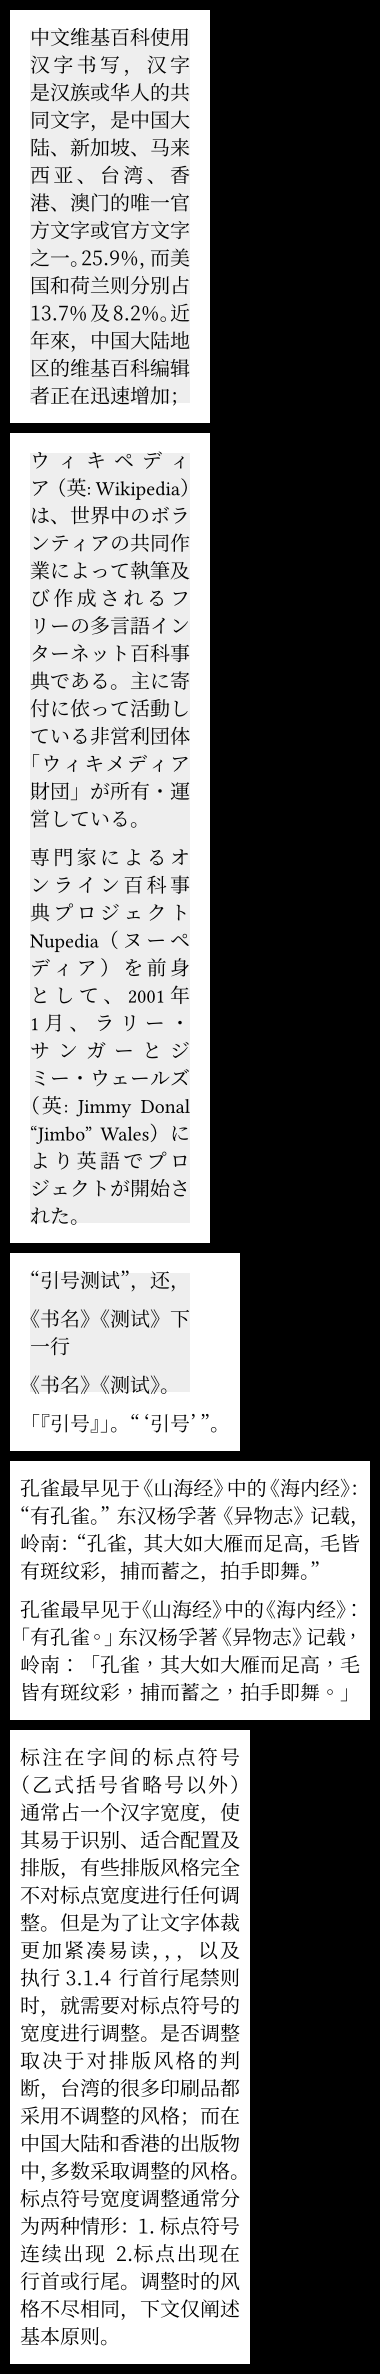 中文维基百科使用
汉字书写，汉字
是汉族或华人的共
同文字，是中国大
陆、新加坡、马来
西亚、台湾、香
港、澳门的唯一官
方文字或官方文字
之一。25.9%，而美
国和荷兰则分別占
13.7% 及 8.2%。近
年來，中国大陆地
区的维基百科编辑
者正在迅速增加；
ウィキペディ
ア（英: Wikipedia）
は、世界中のボラ
ンティアの共同作
業によって執筆及
び作成されるフ
リーの多言語イン
ターネット百科事
典である。主に寄
付に依って活動し
ている非営利団体
「ウィキメディア
財団」が所有・運
営している。
専門家によるオ
ンライン百科事
典プロジェクト
Nupedia（ヌーペ
ディア）を前身
として、2001 年
1 月、ラリー・
サンガーとジ
ミー・ウェールズ
（英: Jimmy Donal
“Jimbo” Wales）に
より英語でプロ
ジェクトが開始さ
れた。
“引号测试”，还，
《书名》《测试》下
一行
《书名》《测试》。
「『引号』」。“ ‘引号’ ”。
孔雀最早见于《山海经》中的《海内经》：
“有孔雀。” 东汉杨孚著《异物志》记载，
岭南：“孔雀，其大如大雁而足高，毛皆
有斑纹彩，捕而蓄之，拍手即舞。”
孔雀最早见于《山海经》中的《海内经》：
「有孔雀。」东汉杨孚著《异物志》记载，
岭南：「孔雀，其大如大雁而足高，毛
皆有斑纹彩，捕而蓄之，拍手即舞。」
标注在字间的标点符号
（乙式括号省略号以外）
通常占一个汉字宽度，使
其易于识别、适合配置及
排版，有些排版风格完全
不对标点宽度进行任何调
整。但是为了让文字体裁
更加紧凑易读，，，以及
执行 3.1.4 行首行尾禁则
时，就需要对标点符号的
宽度进行调整。是否调整
取决于对排版风格的判
断，台湾的很多印刷品都
采用不调整的风格；而在
中国大陆和香港的出版物
中，多数采取调整的风格。
标点符号宽度调整通常分
为两种情形：1. 标点符号
连续出现 2.标点出现在
行首或行尾。调整时的风
格不尽相同，下文仅阐述
基本原则。